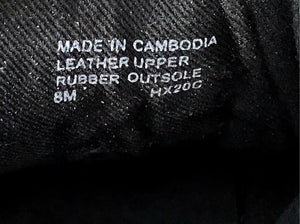 MADE IN CAMBODIA
LEATHER UPPER
RUBBER OUTSOLE
8M HX20C